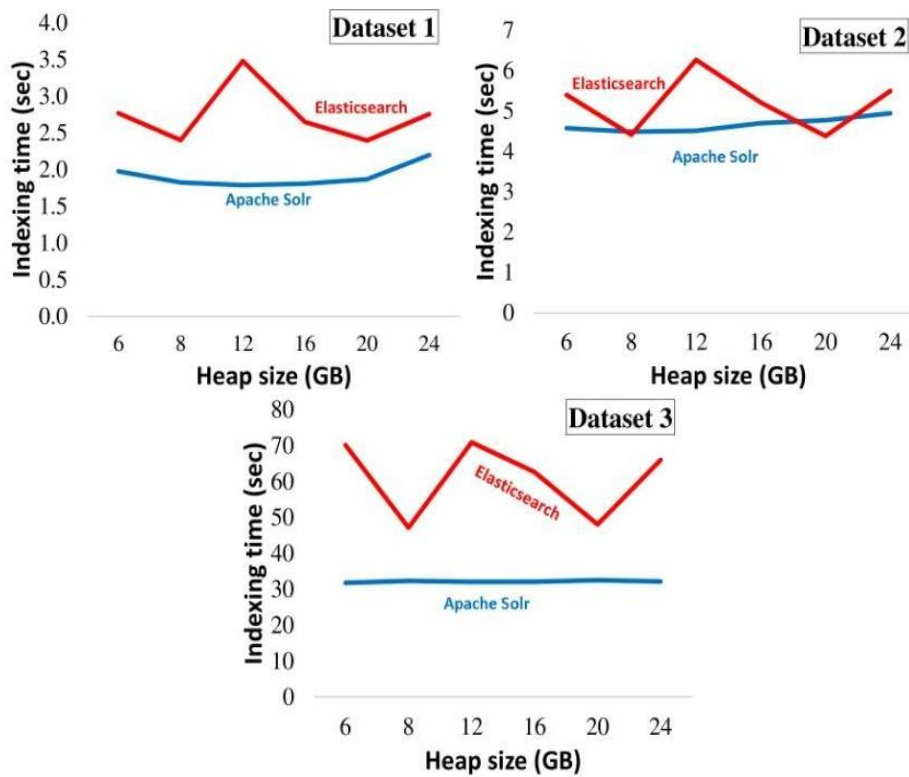 Dataset 1
Indexing time (sec)
4.0
3.5
3.0
2.5
2.0
1.5
1.0
0.5
0.0
Elasticsearch
Apache Solr
6 8 12 16 20 24
Heap size (GB)
Dataset 2
Indexing time (sec)
7
6
5
4
3
2
1
0
Elasticsearch
Apache Solr
6 8 12 16 20 24
Heap size (GB)
Dataset 3
Indexing time (sec)
80
70
60
50
40
30
20
10
0
Elasticsearch
Apache Solr
6 8 12 16 20 24
Heap size (GB)